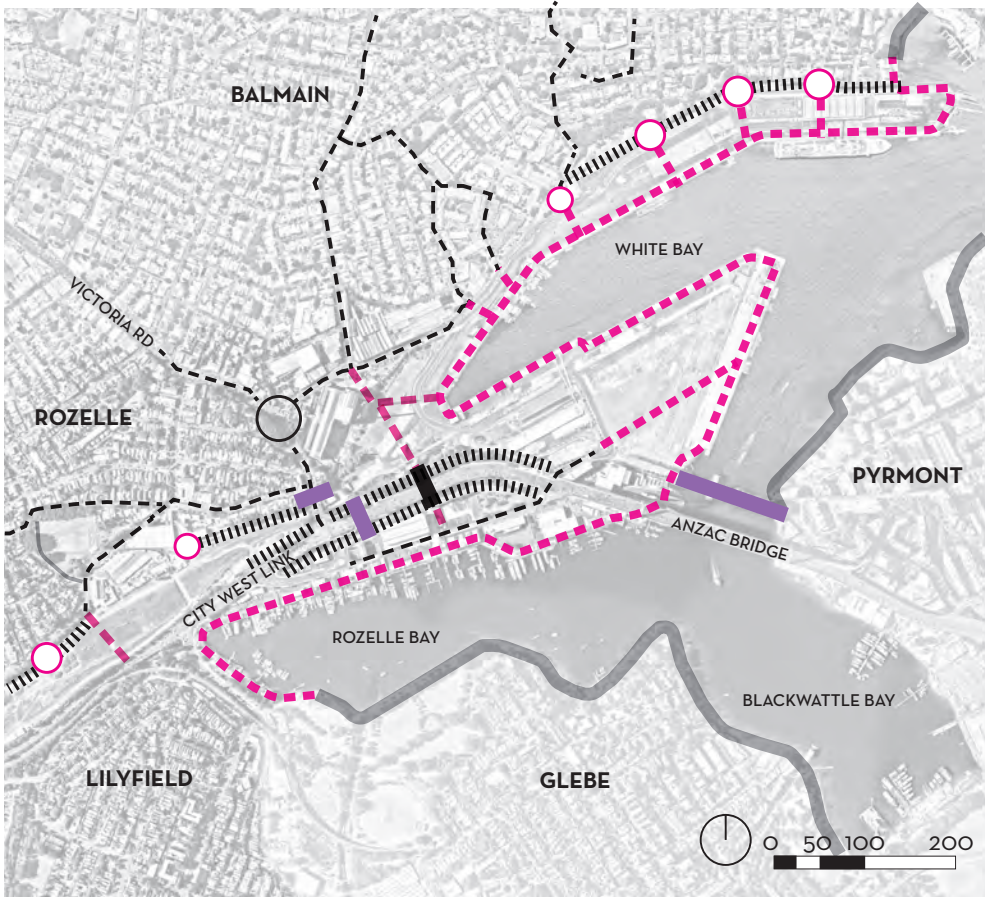 BALMAIN
WHITE BAY
VICTORIA RD
ROZELLE
PYRMONT
ANZAC BRIDGE
CITY WEST LINK
ROZELLE BAY
BLACKWATTLE BAY
LILYFIELD
GLEBE
0 50 100 200